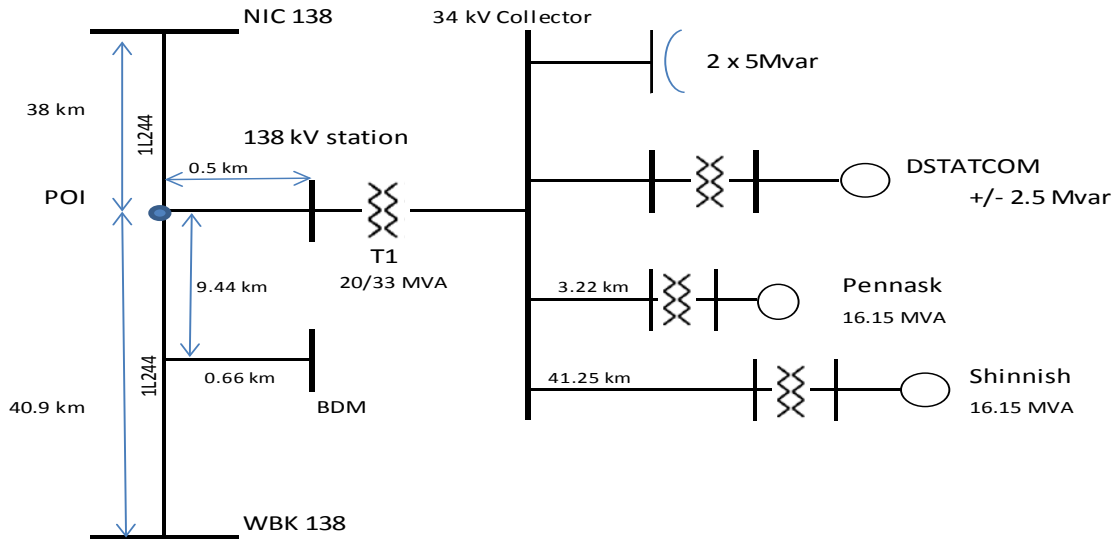 NIC 138
34 kV Collector
2 x 5Mvar
38 km
1L244
138 kV station
0.5 km
DSTATCOM
+/- 2.5 Mvar
POI
T1
20/33 MVA
9.44 km
3.22 km
Pennask
16.15 MVA
1L244
0.66 km
41.25 km
Shinnish
16.15 MVA
40.9 km
BDM
WBK 138